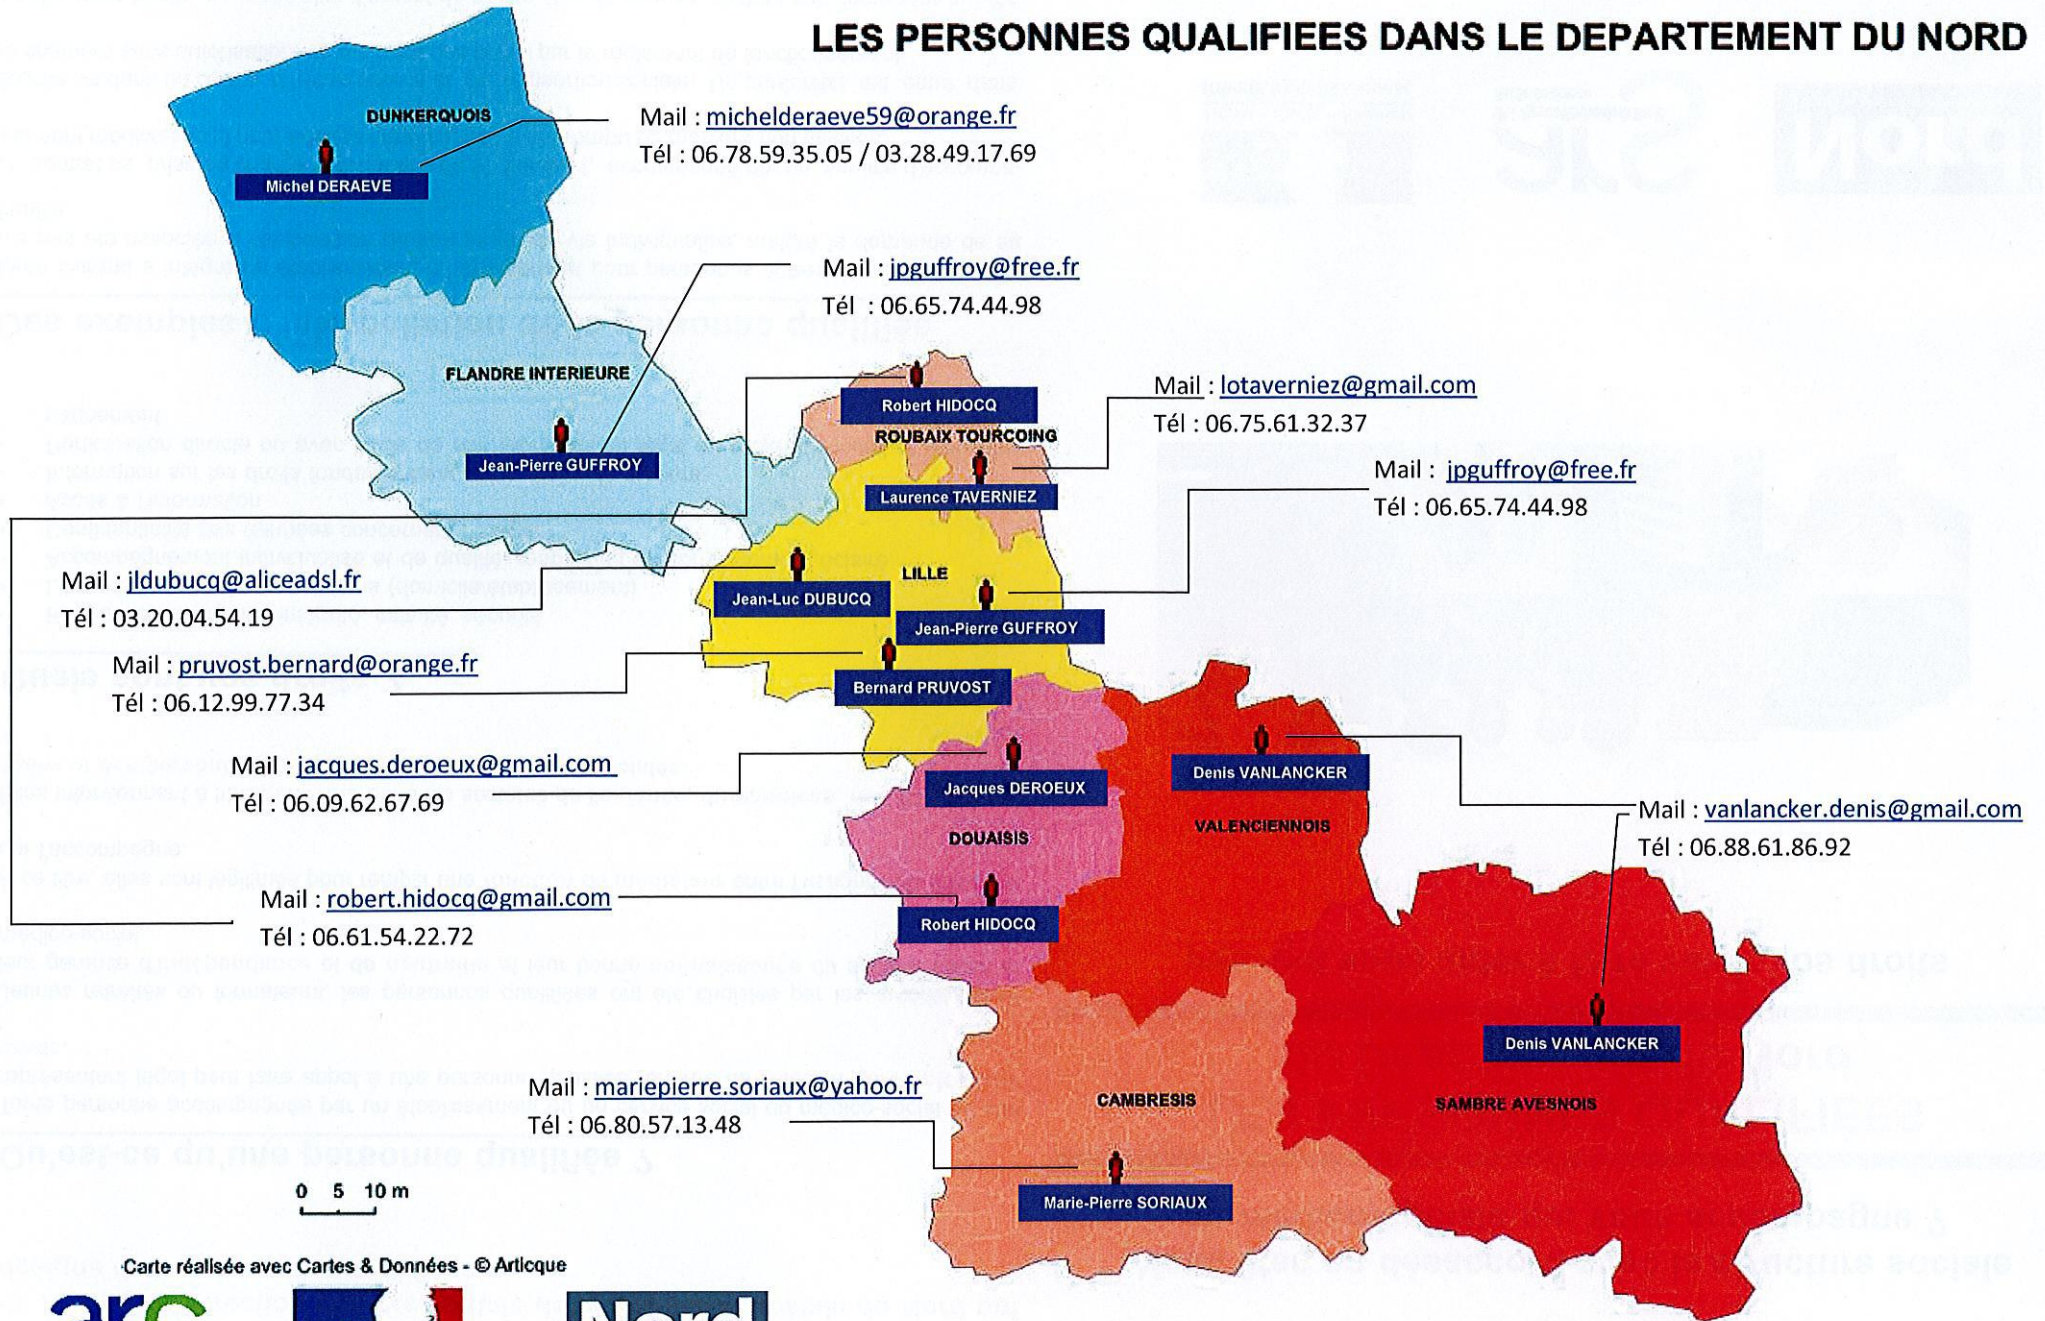 LES PERSONNES QUALIFIEES DANS LE DEPARTEMENT DU NORD
DUNKERQUOIS
Mail : michelderaeve59@orange.fr
Tél : 06.78.59.35.05 / 03.28.49.17.69
Michel DERAEVE
Mail : jpguffroy@free.fr
Tél : 06.65.74.44.98
FLANDRE INTERIEURE
Jean-Pierre GUFFROY
Robert HIDOCQ
ROUBAIX TOURCOING
Mail : lotaverniez@gmail.com
Tél : 06.75.61.32.37
Laurence TAVERNIEZ
Mail : jpguffroy@free.fr
Tél : 06.65.74.44.98
Mail : jldubucq@aliceadsl.fr
Tél : 03.20.04.54.19
LILLE
Jean-Luc DUBUCQ
Jean-Pierre GUFFROY
Mail : pruvost.bernard@orange.fr
Tél : 06.12.99.77.34
Bernard PRUVOST
Mail : jacques.deroeux@gmail.com
Tél : 06.09.62.67.69
Jacques DEROEUX
DOUAISIS
Denis VANLANCKER
VALENCIENNOIS
Mail : vanlancker.denis@gmail.com
Tél : 06.88.61.86.92
Mail : robert.hidocq@gmail.com
Tél : 06.61.54.22.72
Robert HIDOCQ
Denis VANLANCKER
SAMBRE AVESNOIS
Mail : mariepierre.soriaux@yahoo.fr
Tél : 06.80.57.13.48
CAMBRESIS
Marie-Pierre SORIAUX
0 5 10 m
Carte réalisée avec Cartes & Données - © Articque
arc
Nord